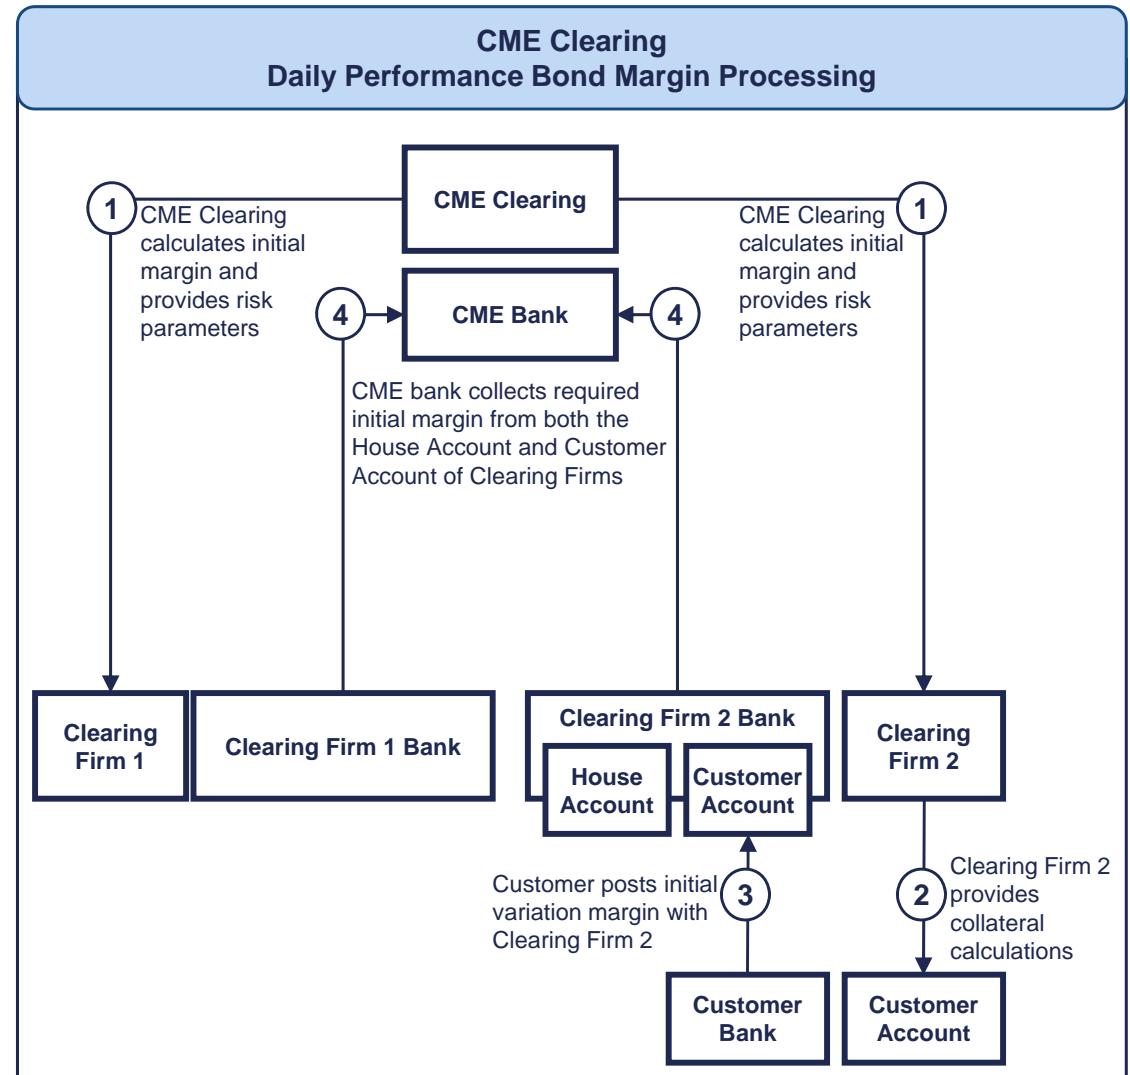 CME Clearing
Daily Performance Bond Margin Processing
CME Clearing
1
CME Clearing
calculates initial
margin and
provides risk
parameters
CME Clearing
calculates initial
margin and
provides risk
parameters
1
4
CME Bank
4
CME bank collects required
initial margin from both the
House Account and Customer
Account of Clearing Firms
Clearing
Firm 1
Clearing Firm 1 Bank
Clearing Firm 2 Bank
House
Account
Customer
Account
Clearing
Firm 2
Customer posts initial
variation margin with
Clearing Firm 2
3
2
Clearing Firm 2
provides
collateral
calculations
Customer
Bank
Customer
Account